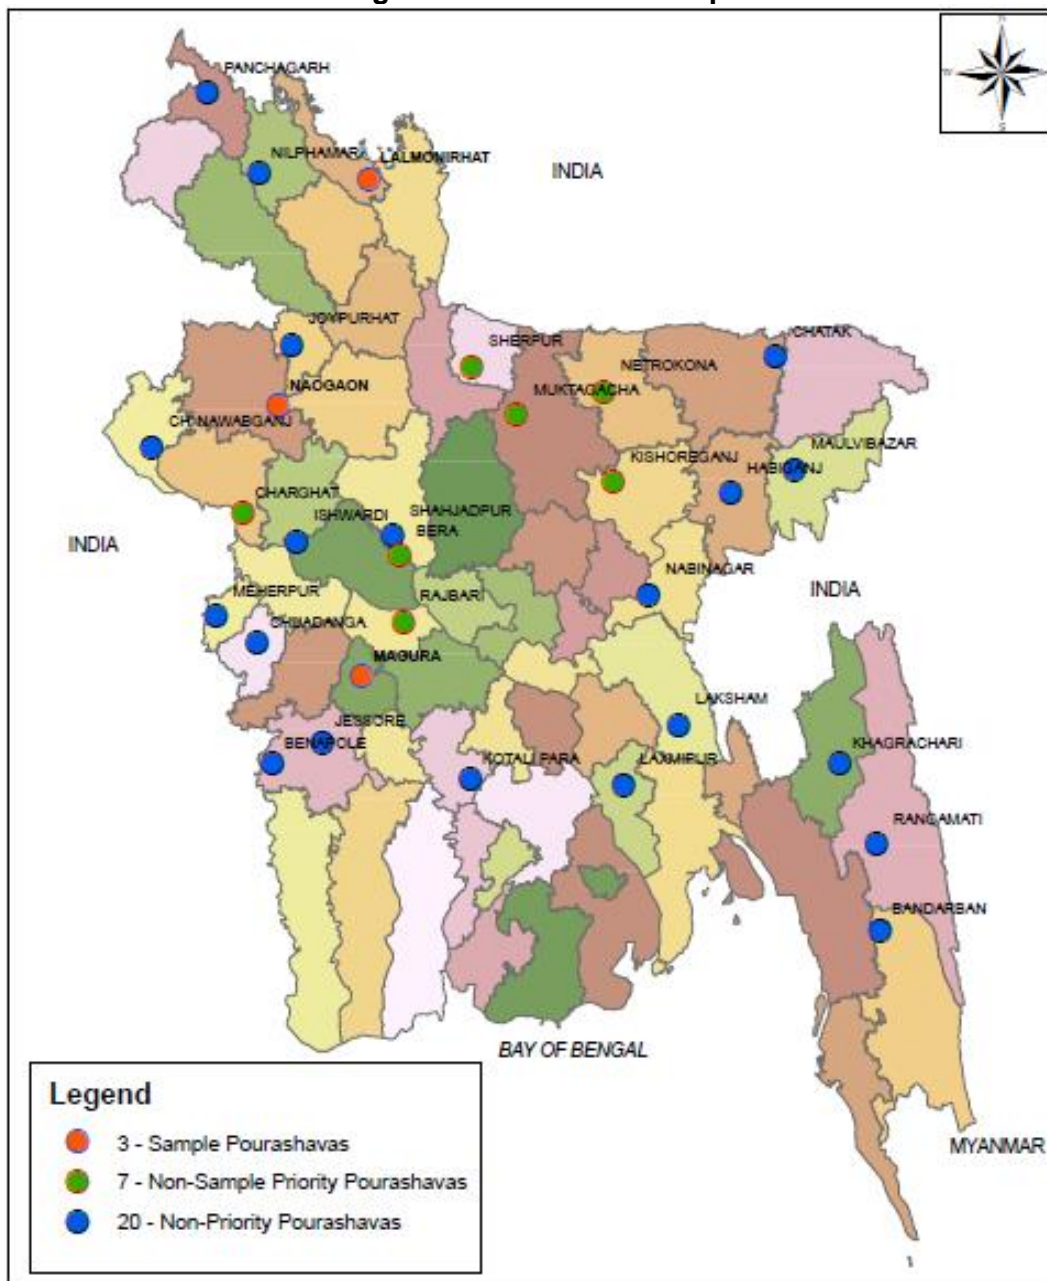 PANCHAGARH
NILPHAMARI
LALMONIRHAT
INDIA
JOYPURHAT
SHERPUR
CHATAK
NETROKONA
NAOGAON
MUKTAGACHA
CH. NAWABGANJ
MAULVIBAZAR
KISHOREGANJ
HABIGANJ
CHARGHAT
ISHWARDI
SHAHJADPUR
BERA
INDIA
NABINAGAR
INDIA
MEHERPUR
RAJBARI
CHUADANGA
MAGURA
LAKSHAM
JESSORE
BENAPOLE
KOTALI PARA
LAXMIPUR
KHAGRACHARI
RANGAMATI
BANDARBAN
BAY OF BENGAL
MYANMAR
Legend
3 - Sample Pourashavas
7 - Non-Sample Priority Pourashavas
20 - Non-Priority Pourashavas